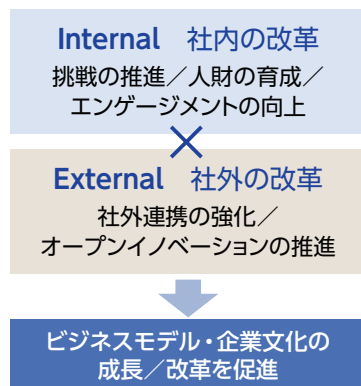 Internal 社内の改革
挑戦の推進／人財の育成／
エンゲージメントの向上
×
External 社外の改革
社外連携の強化／
オープンイノベーションの推進
ビジネスモデル・企業文化の
成長／改革を促進